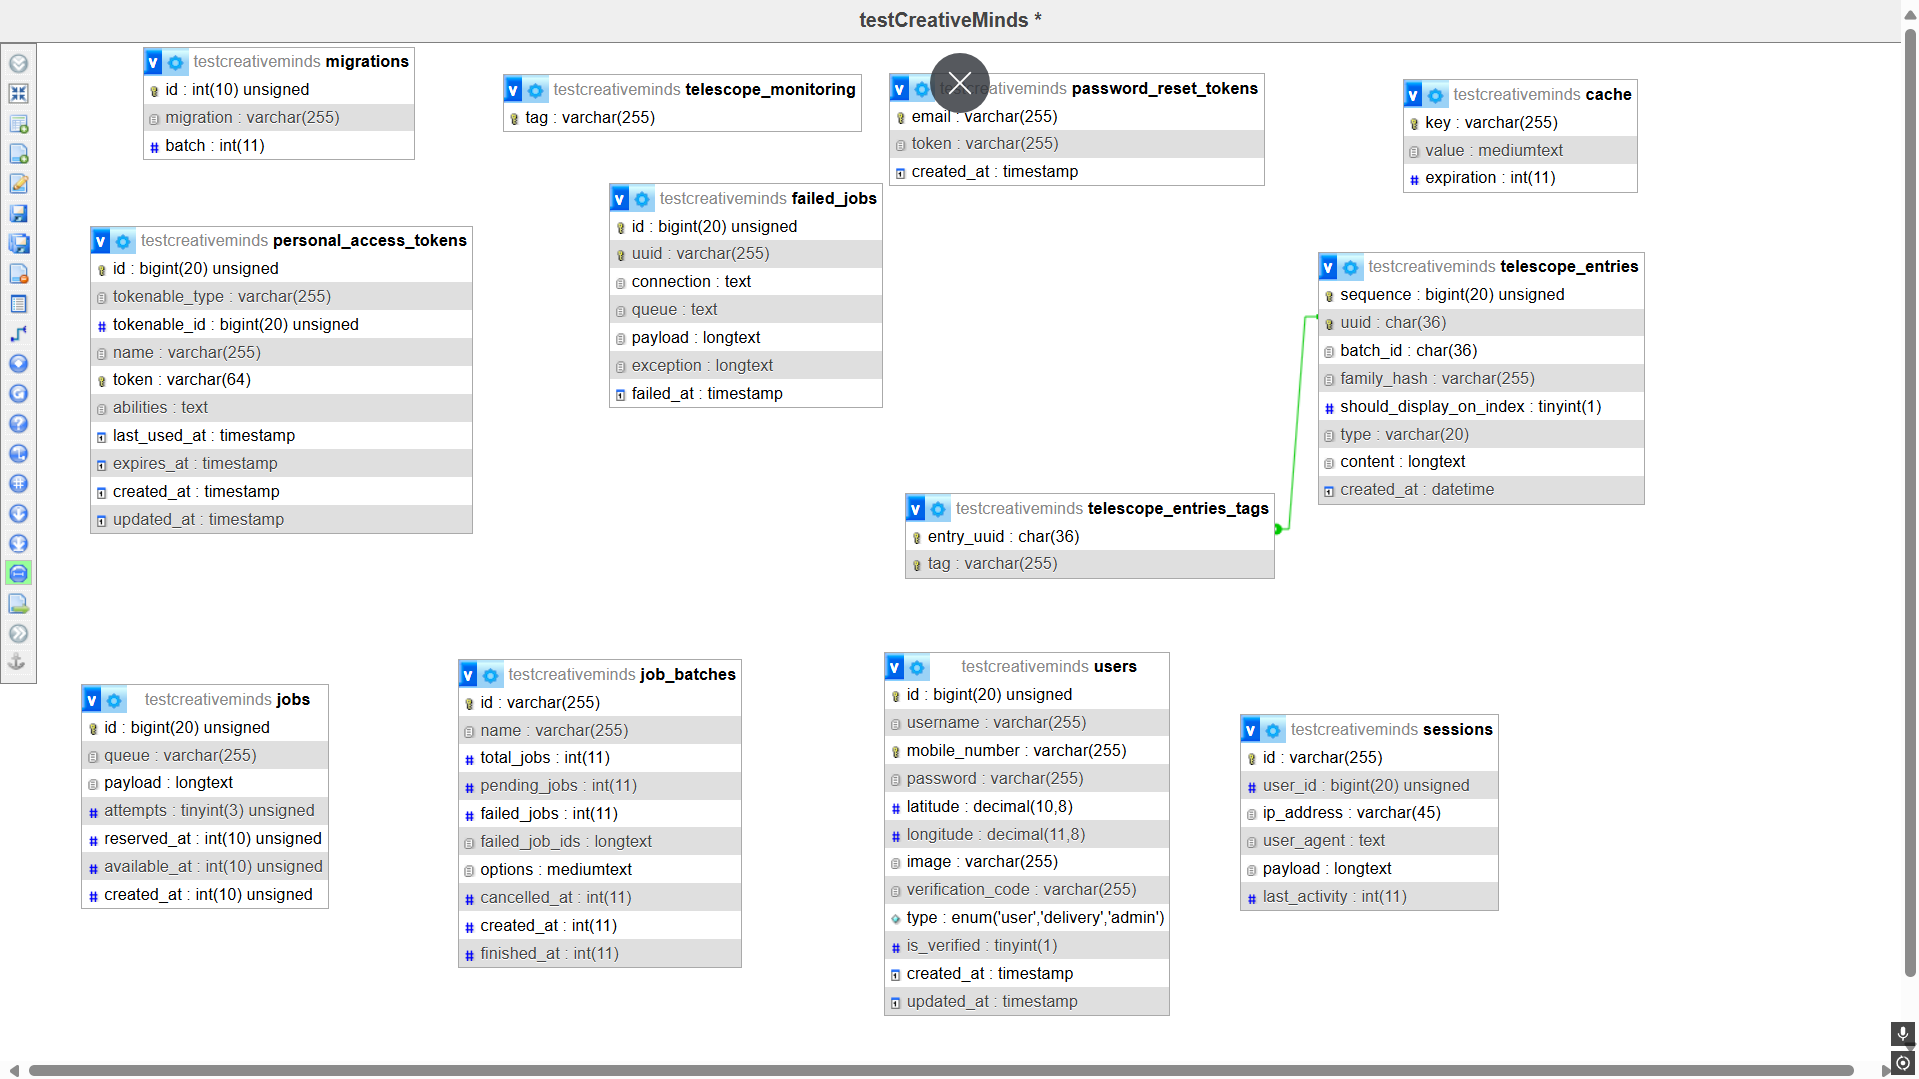 testCreativeMinds *
testcreativeminds migrations
id : int(10) unsigned
migration : varchar(255)
batch : int(11)
testcreativeminds telescope_monitoring
tag : varchar(255)
eativeminds password_reset_tokens
email : varchar(255)
token : varchar(255)
created_at : timestamp
testcreativeminds cache
key : varchar(255)
value : mediumtext
expiration : int(11)
testcreativeminds personal_access_tokens
id : bigint(20) unsigned
tokenable_type : varchar(255)
tokenable_id : bigint(20) unsigned
name : varchar(255)
token : varchar(64)
abilities : text
last_used_at : timestamp
expires_at : timestamp
created_at : timestamp
updated_at : timestamp
testcreativeminds failed_jobs
id : bigint(20) unsigned
uuid : varchar(255)
connection : text
queue : text
payload : longtext
exception : longtext
failed_at : timestamp
testcreativeminds telescope_entries
sequence : bigint(20) unsigned
uuid : char(36)
batch_id : char(36)
family_hash : varchar(255)
should_display_on_index : tinyint(1)
type : varchar(20)
content : longtext
created_at : datetime
testcreativeminds telescope_entries_tags
entry_uuid : char(36)
tag : varchar(255)
testcreativeminds jobs
id : bigint(20) unsigned
queue : varchar(255)
payload : longtext
attempts : tinyint(3) unsigned
reserved_at : int(10) unsigned
available_at : int(10) unsigned
created_at : int(10) unsigned
testcreativeminds job_batches
id : varchar(255)
name : varchar(255)
total_jobs : int(11)
pending_jobs : int(11)
failed_jobs : int(11)
failed_job_ids : longtext
options : mediumtext
cancelled_at : int(11)
created_at : int(11)
finished_at : int(11)
testcreativeminds users
id : bigint(20) unsigned
username : varchar(255)
mobile_number : varchar(255)
password : varchar(255)
latitude : decimal(10,8)
longitude : decimal(11,8)
image : varchar(255)
verification_code : varchar(255)
type : enum('user','delivery','admin')
is_verified : tinyint(1)
created_at : timestamp
updated_at : timestamp
testcreativeminds sessions
id : varchar(255)
user_id : bigint(20) unsigned
ip_address : varchar(45)
user_agent : text
payload : longtext
last_activity : int(11)